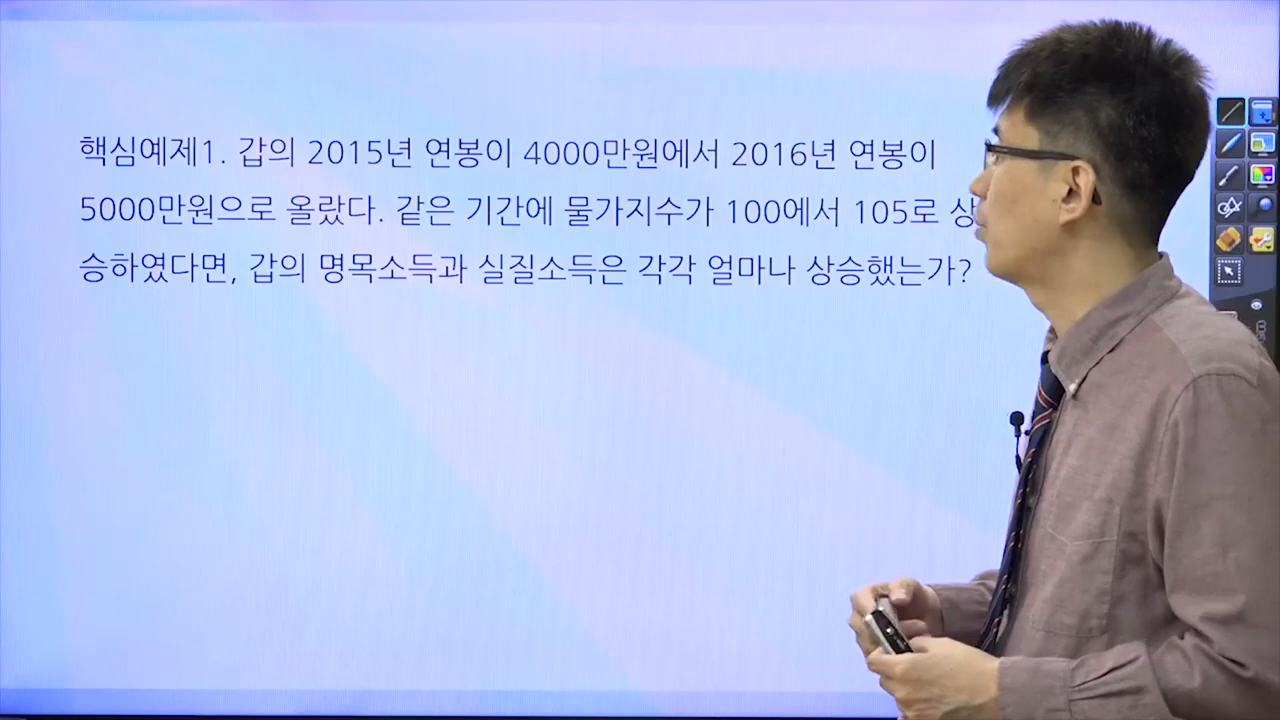 핵심예제1. 갑의 2015년 연봉이 4000만원에서 2016년 연봉이
5000만원으로 올랐다. 같은 기간에 물가지수가 100에서 105로 상
승하였다면, 갑의 명목소득과 실질소득은 각각 얼마나 상승했는가?